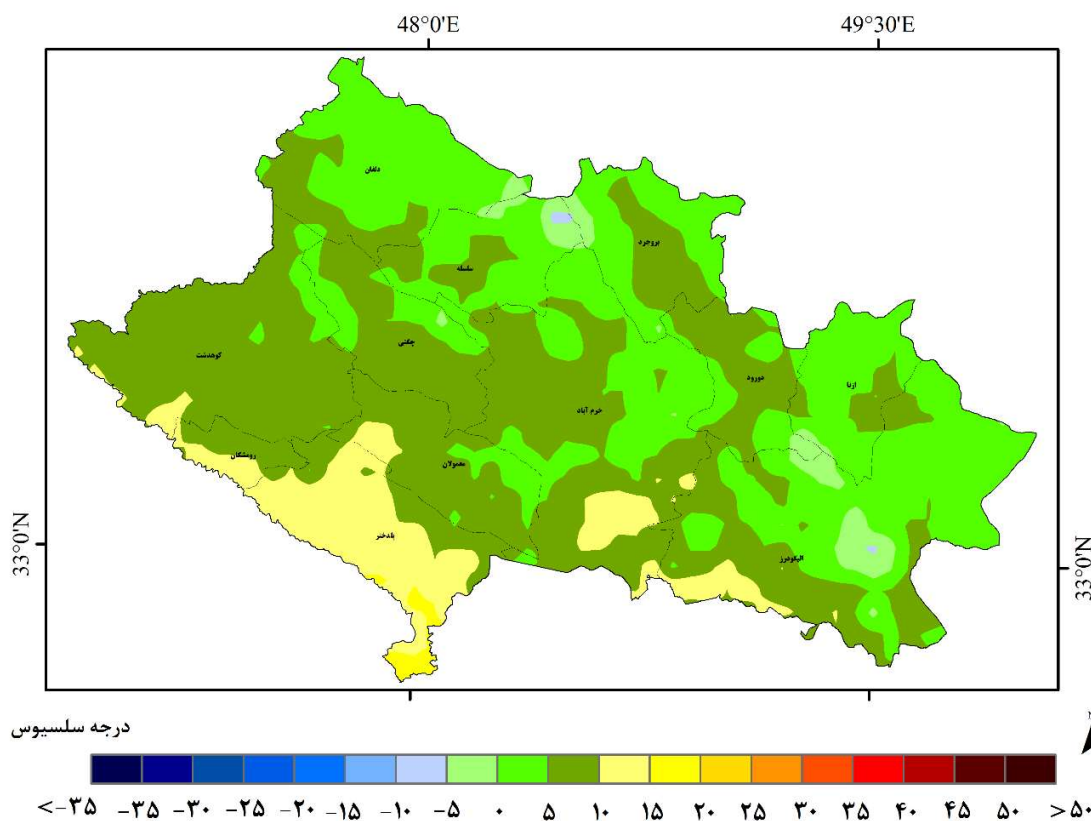 48°0'E 49°30'E
دلفان
بروجرد
سلسله
چگنی
کوهدشت
دورود
ازنا
خرم آباد
رومشگان
معمولان
پلدختر
الیگودرز
33°0'N 33°0'N
درجه سلسیوس
<-۳۵ -۳۵ -۳۰ -۲۵ -۲۰ -۱۵ -۱۰ -۵ ۰ ۵ ۱۰ ۱۵ ۲۰ ۲۵ ۳۰ ۳۵ ۴۰ ۴۵ ۵۰ >۵۰